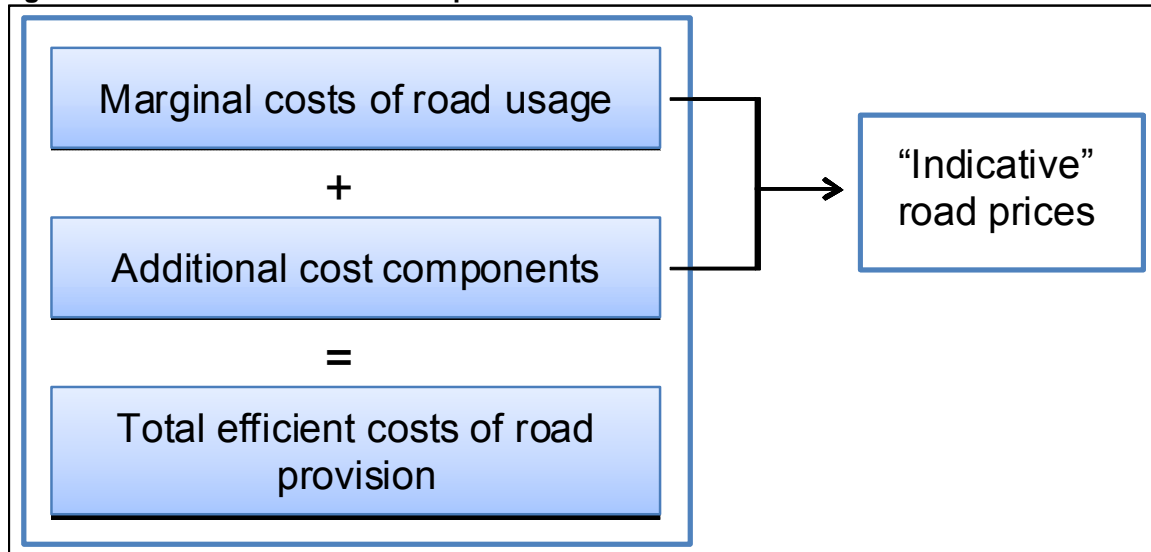 Marginal costs of road usage
+
Additional cost components
=
Total efficient costs of road
provision
“Indicative”
road prices